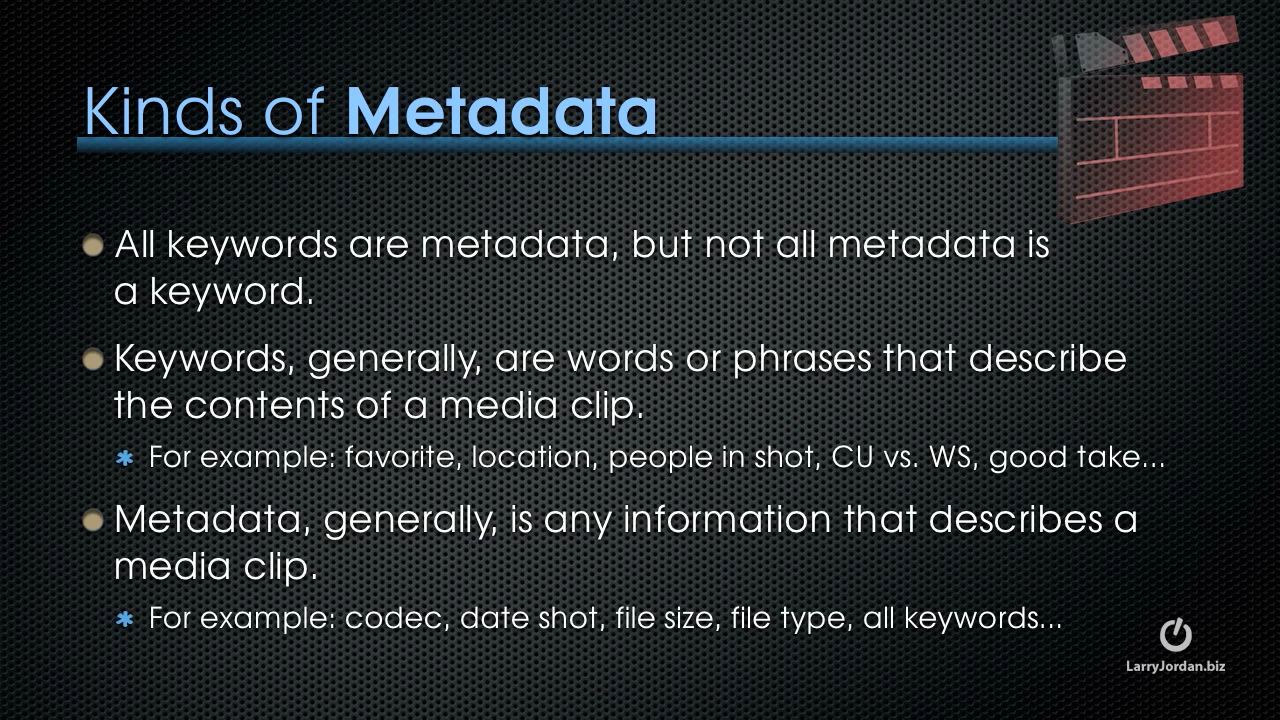 Kinds of Metadata
All keywords are metadata, but not all metadata is
a keyword.
Keywords, generally, are words or phrases that describe
the contents of a media clip.
For example: favorite, location, people in shot, CU vs. WS, good take...
Metadata, generally, is any information that describes a
media clip.
For example: codec, date shot, file size, file type, all keywords...
LarryJordan.biz